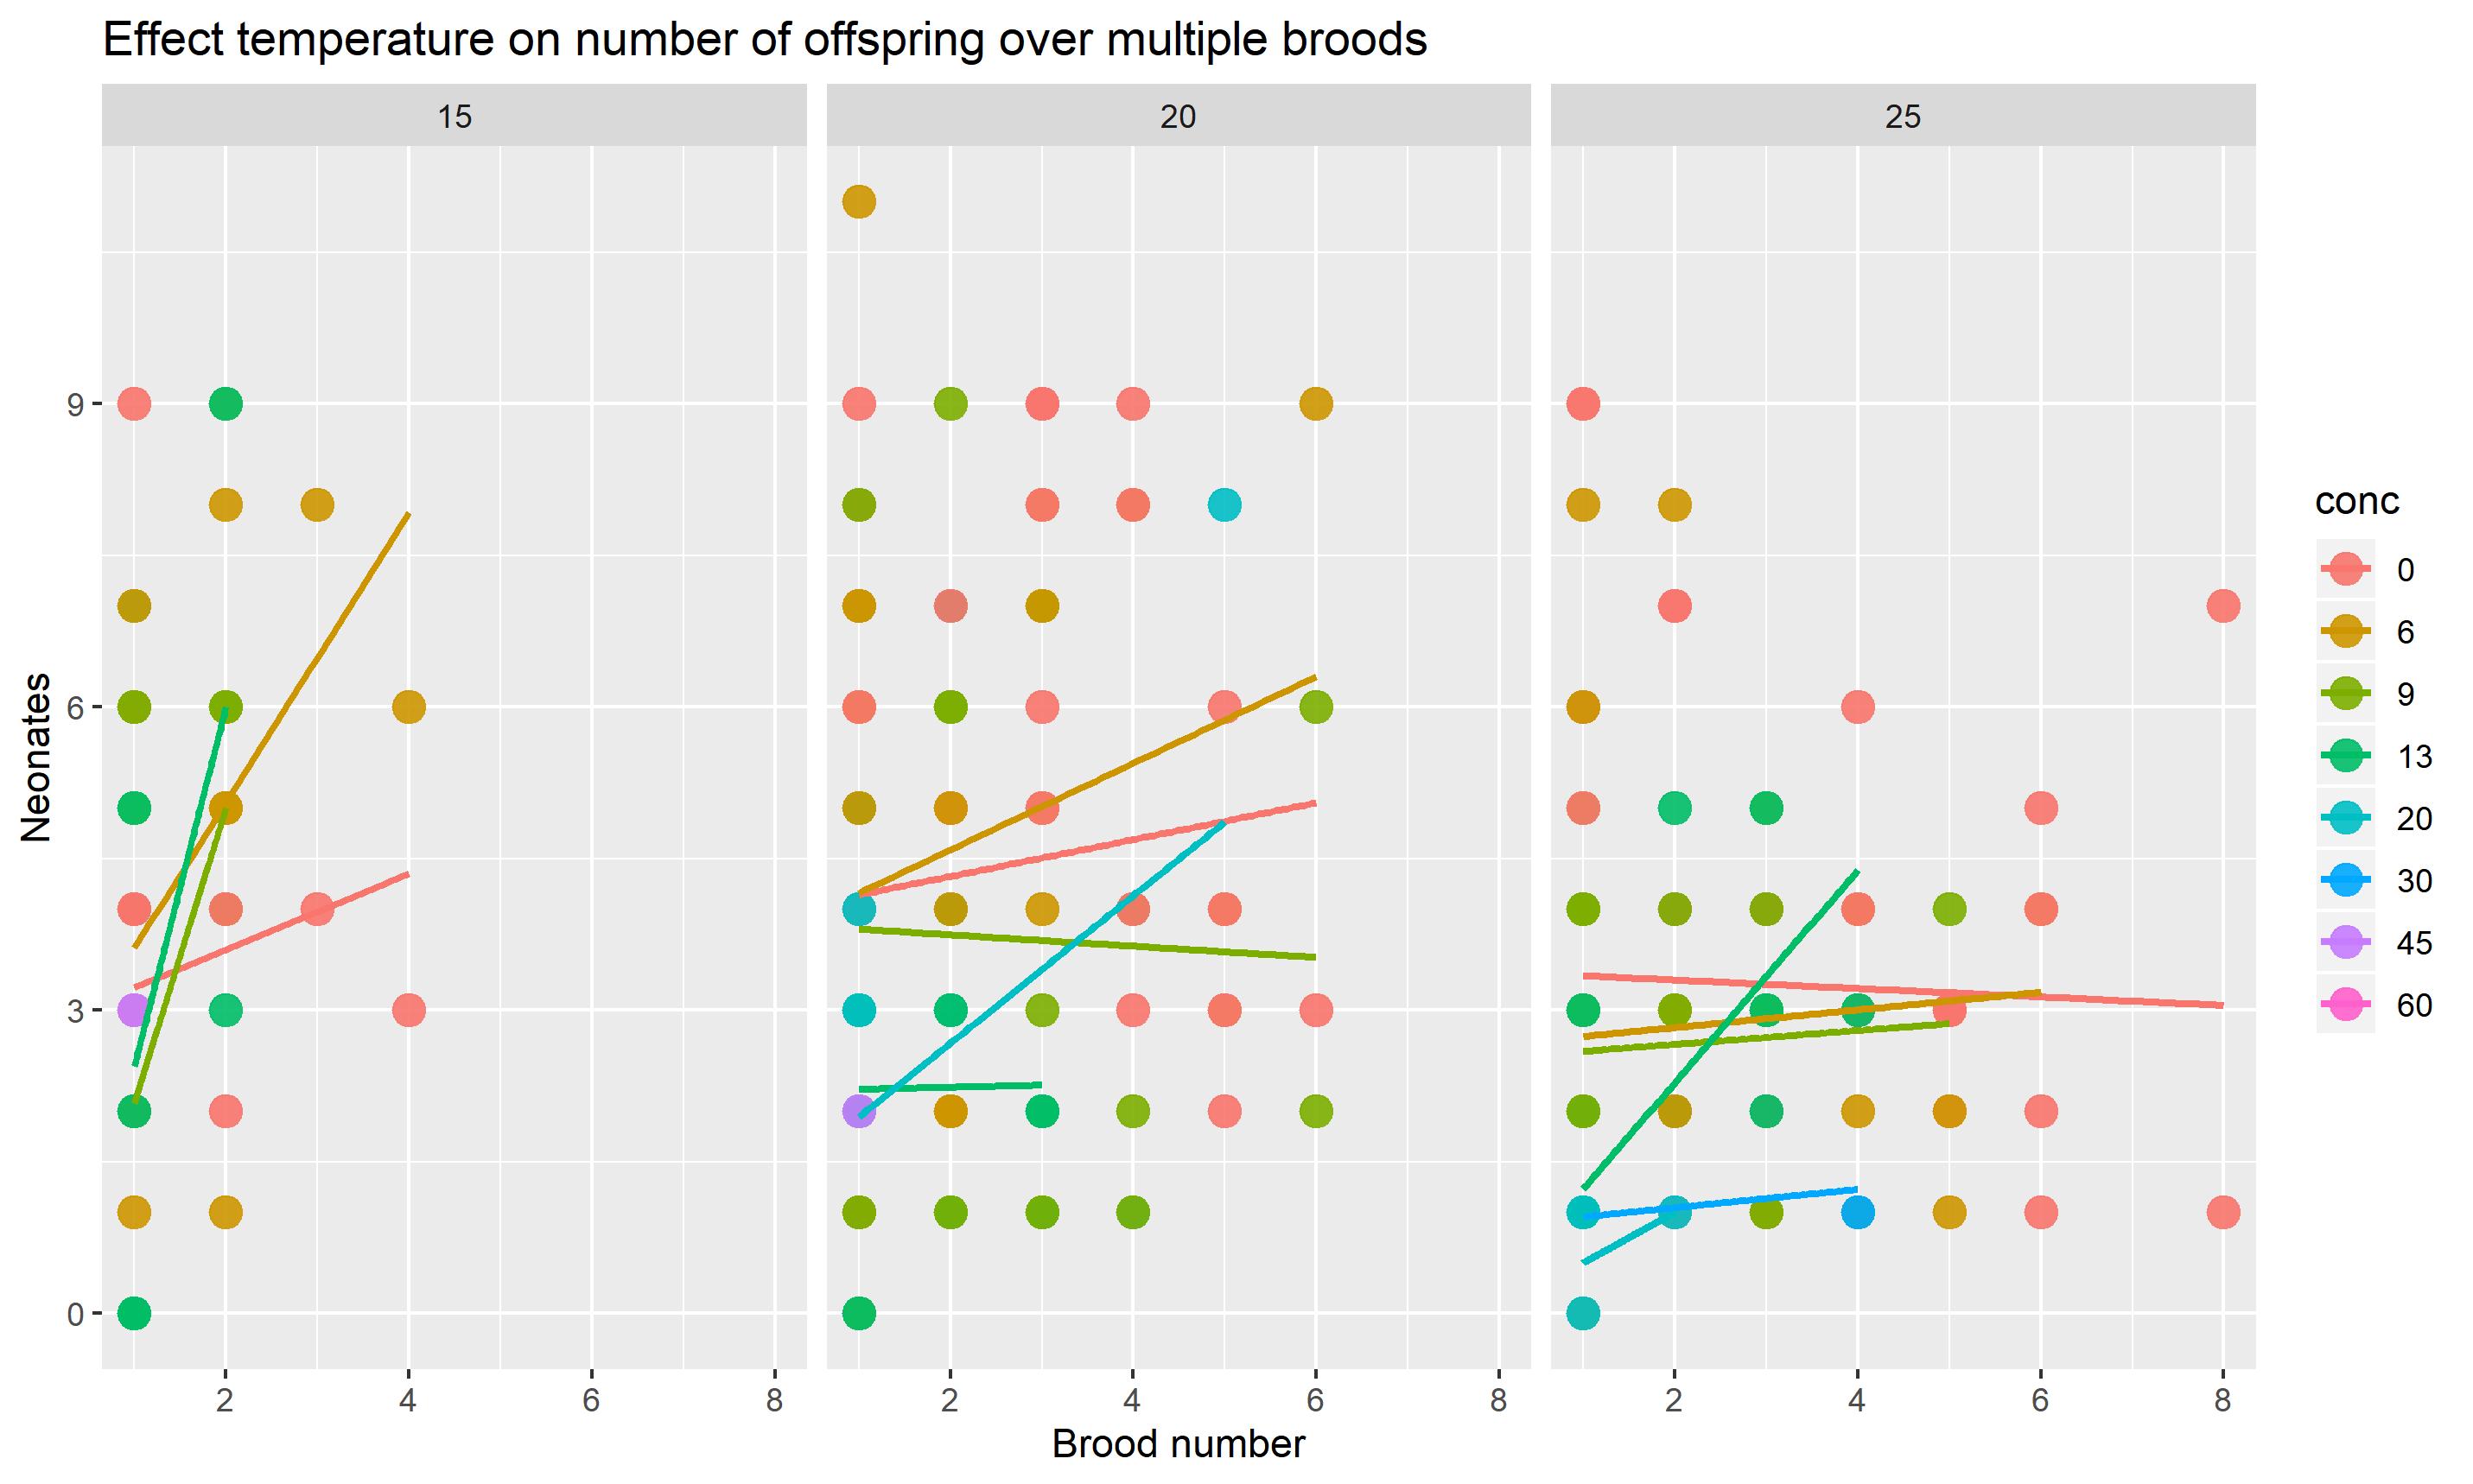 Effect temperature on number of offspring over multiple broods
15 20 25
Neonates
9
6
3
0
2 4 6 8 2 4 6 8 2 4 6 8
Brood number
conc
0
6
9
13
20
30
45
60